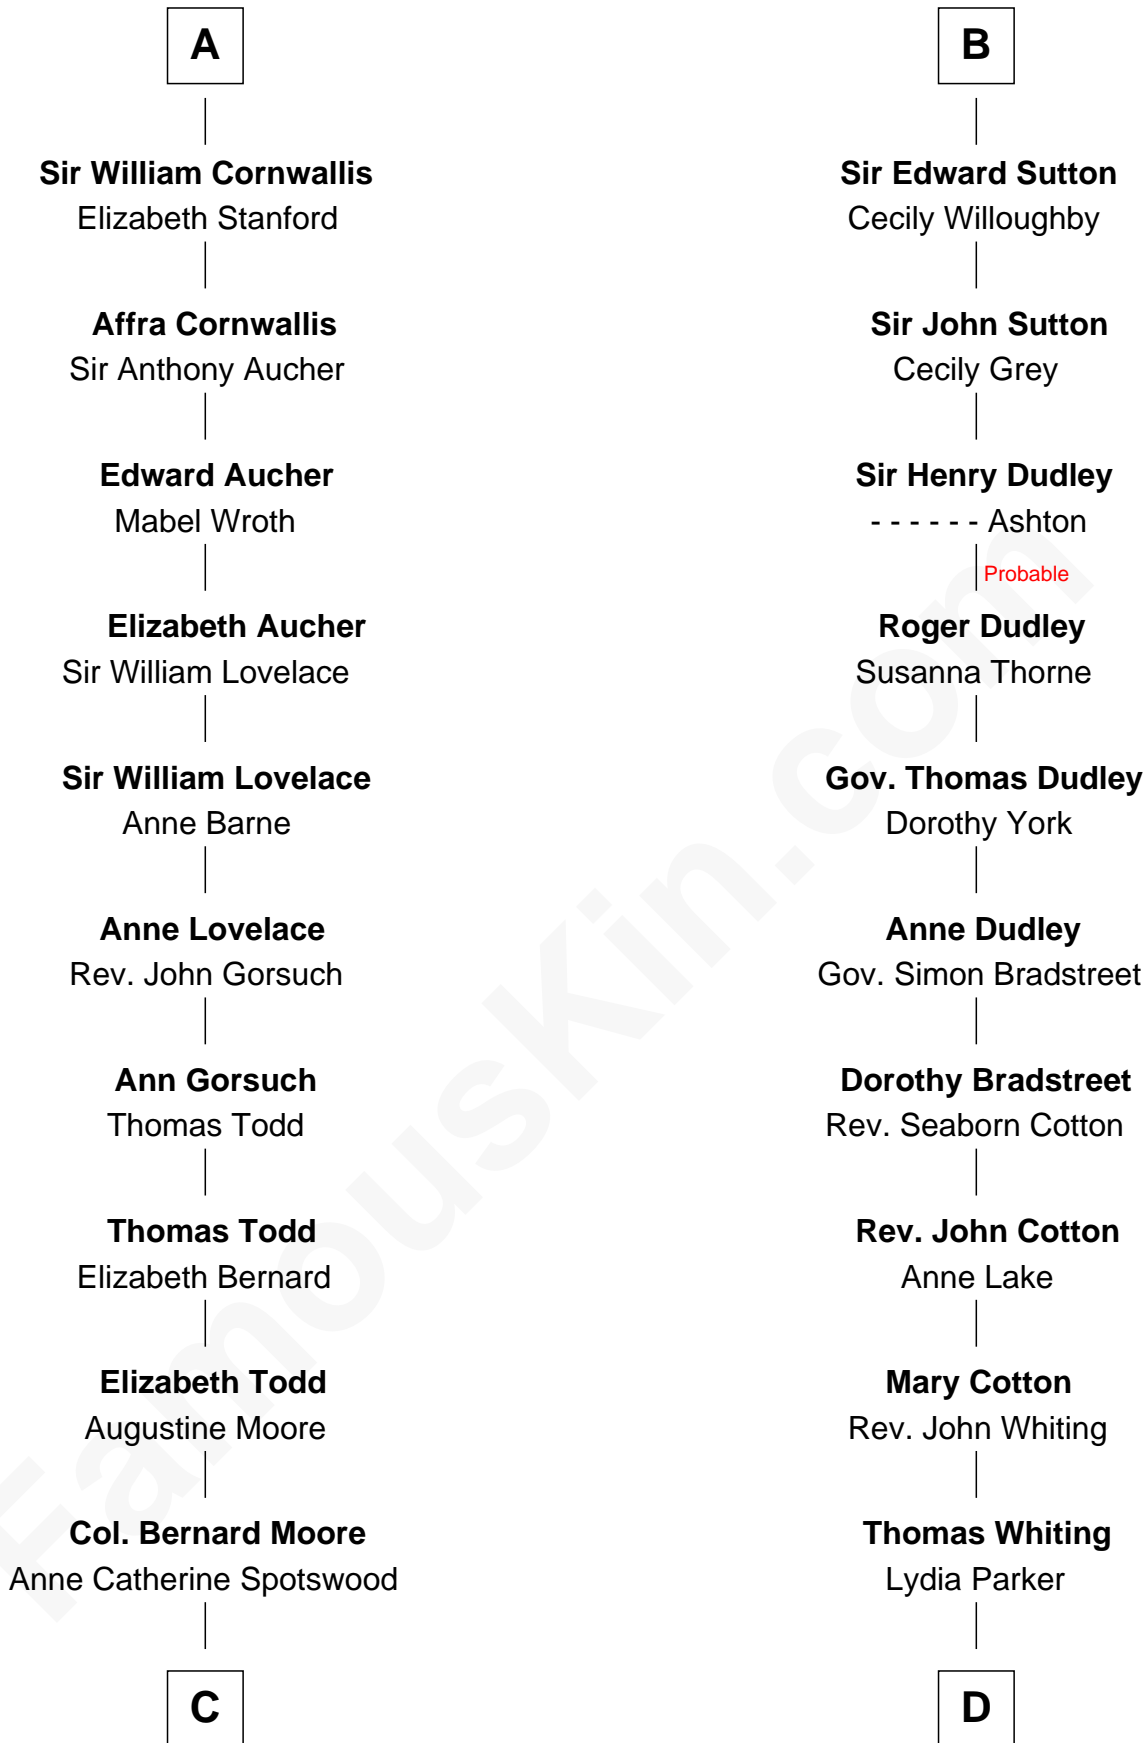 A
Sir William Cornwallis
Elizabeth Stanford
Affra Cornwallis
Sir Anthony Aucher
Edward Aucher
Mabel Wroth
Elizabeth Aucher
Sir William Lovelace
Sir William Lovelace
Anne Barne
Anne Lovelace
Rev. John Gorsuch
Ann Gorsuch
Thomas Todd
Thomas Todd
Elizabeth Bernard
Elizabeth Todd
Augustine Moore
Col. Bernard Moore
Anne Catherine Spotswood
C
B
Sir Edward Sutton
Cecily Willoughby
Sir John Sutton
Cecily Grey
Sir Henry Dudley
- - - - - - Ashton
Probable
Roger Dudley
Susanna Thorne
Gov. Thomas Dudley
Dorothy York
Anne Dudley
Gov. Simon Bradstreet
Dorothy Bradstreet
Rev. Seaborn Cotton
Rev. John Cotton
Anne Lake
Mary Cotton
Rev. John Whiting
Thomas Whiting
Lydia Parker
D
FamousKin.com